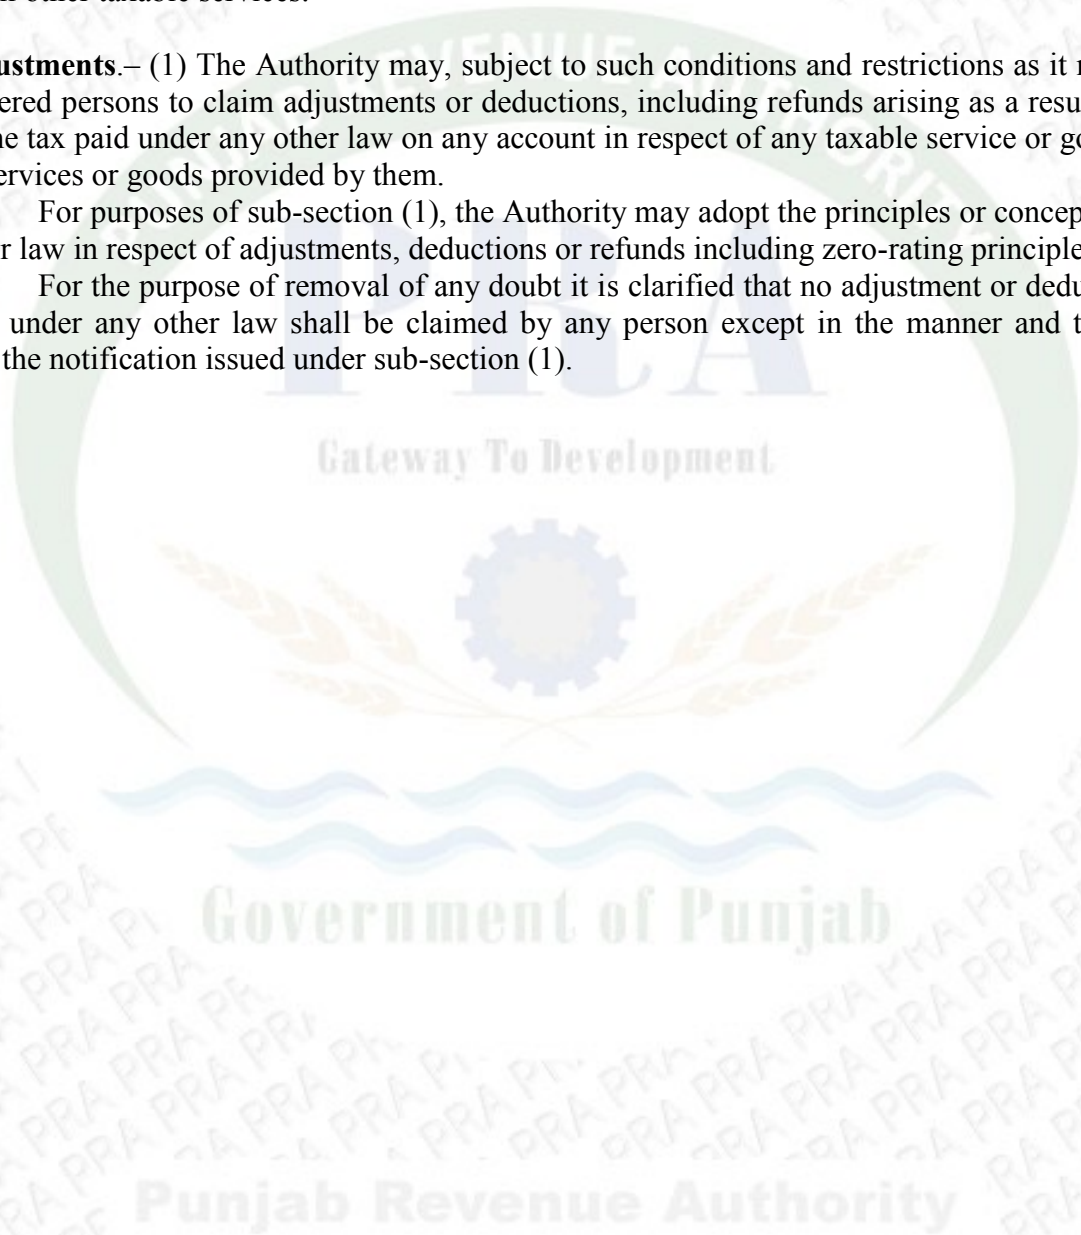 other taxable services.
ustments.– (1) The Authority may, subject to such conditions and restrictions as it
ered persons to claim adjustments or deductions, including refunds arising as a resu
ne tax paid under any other law on any account in respect of any taxable service or go
ervices or goods provided by them.
For purposes of sub-section (1), the Authority may adopt the principles or concep
r law in respect of adjustments, deductions or refunds including zero-rating principle
For the purpose of removal of any doubt it is clarified that no adjustment or dedu
under any other law shall be claimed by any person except in the manner and t
the notification issued under sub-section (1).
REVENUE AUTHORITY
PRA
Gateway To Development
Government of Punjab
Punjab Revenue Authority